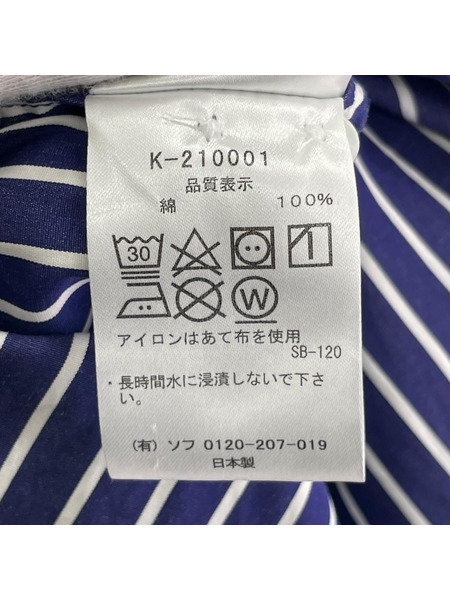 K-210001
品質表示
綿 100%
30
W
アイロンはあて布を使用
SB-120
・長時間水に浸漬しないで下さ
い。
(有) ソフ 0120-207-019
日本製